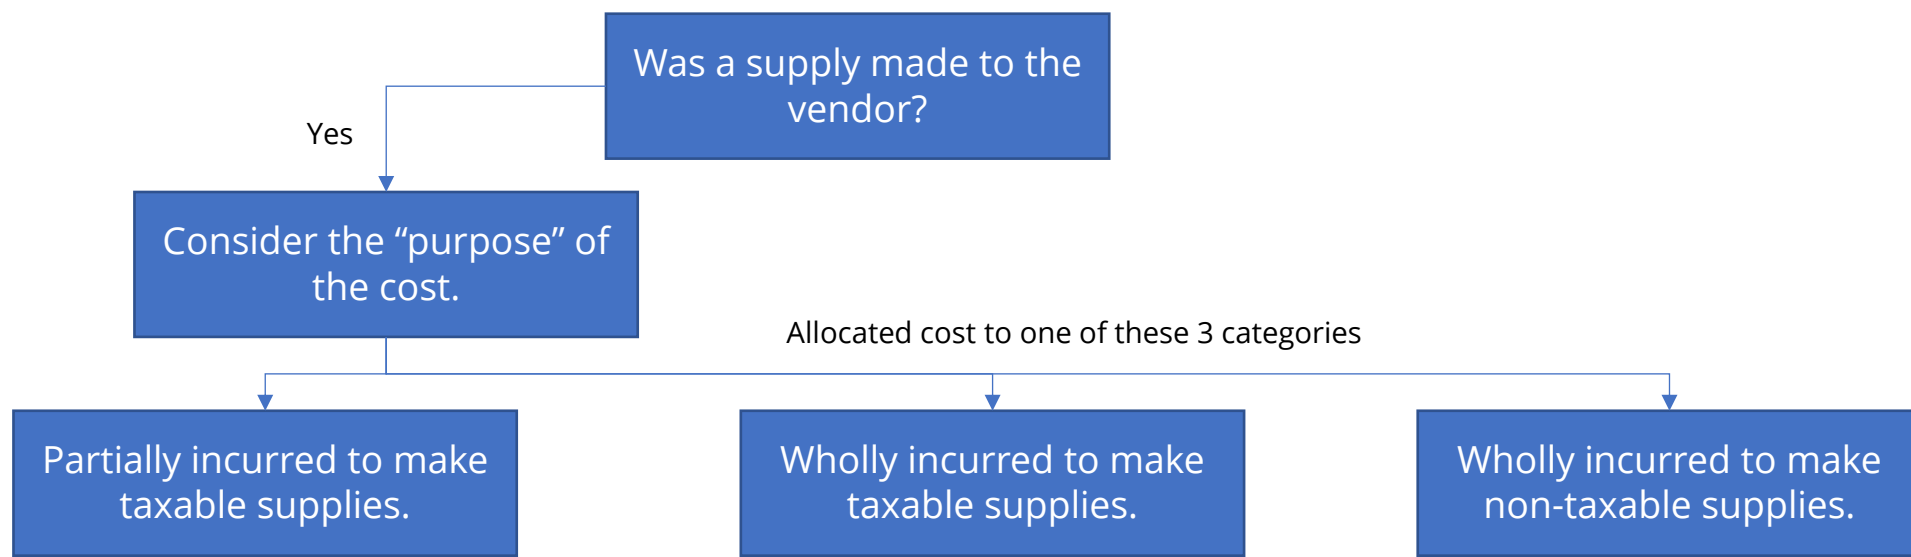 Was a supply made to the
vendor?
Yes
Consider the “purpose” of
the cost.
Allocated cost to one of these 3 categories
Partially incurred to make
taxable supplies.
Wholly incurred to make
taxable supplies.
Wholly incurred to make
non-taxable supplies.